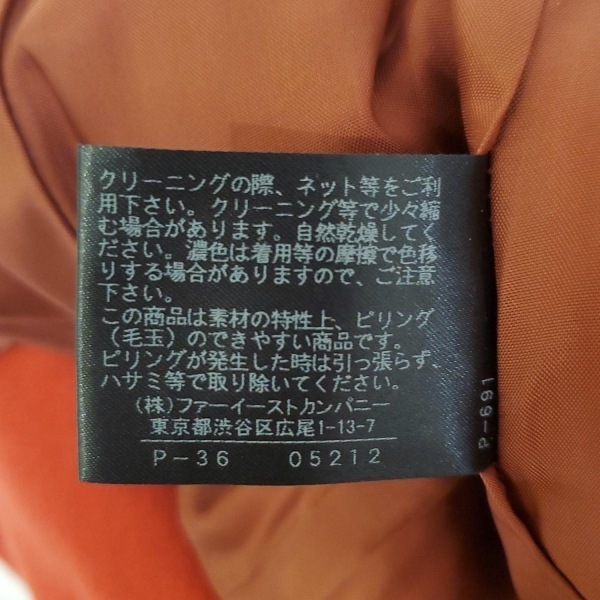 クリーニングの際、ネット等をご利
用下さい。クリーニング等で少々縮
む場合があります。自然乾燥してく
ださい。濃色は着用等の摩擦で色移
りする場合がありますので、ご注意
下さい。
この商品は素材の特性上、ピリング
(毛玉)のできやすい商品です。
ピリングが発生した時は引っ張らず、
ハサミ等で取り除いてください。
(株)ファーイーストカンパニー
東京都渋谷区広尾1-13-7
P-36 05212
P-691